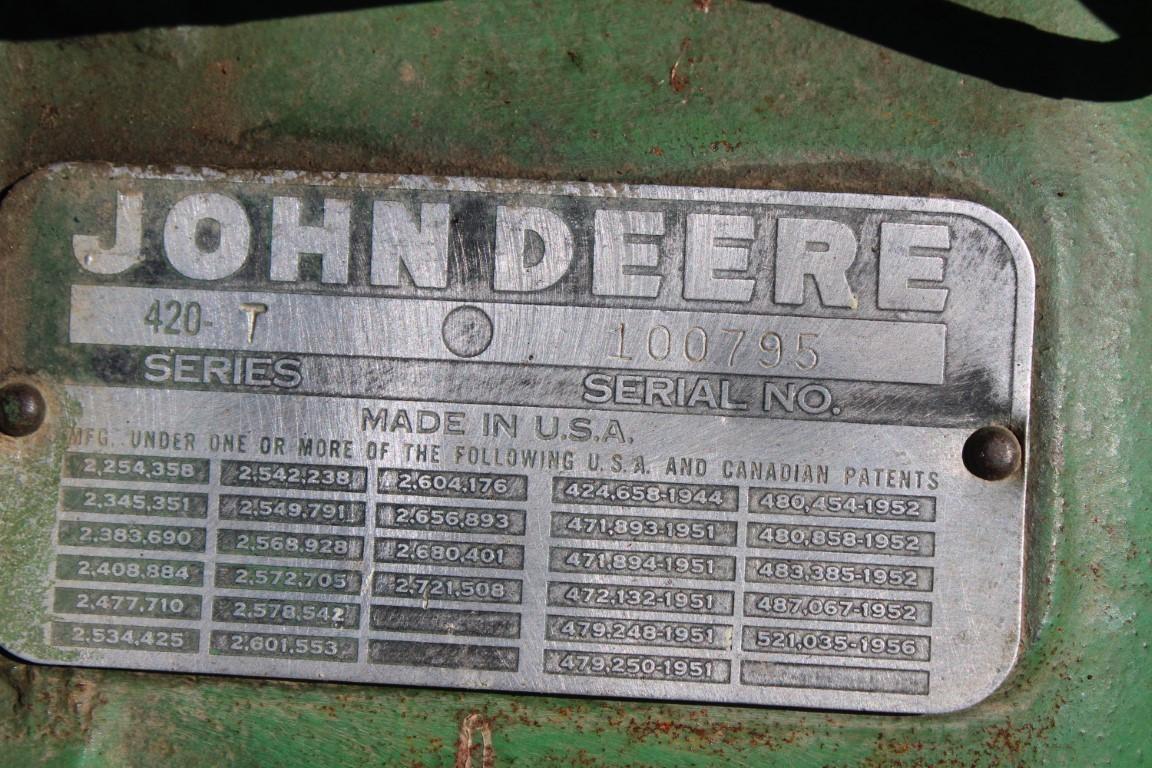 JOHN DEERE
420- T 100795
SERIES SERIAL NO.
MADE IN U.S.A.
MFG. UNDER ONE OR MORE OF THE FOLLOWING U.S.A. AND CANADIAN PATENTS
2,254,358 2,542,238 2,604,176 424,658-1944 480,454-1952
2,345,351 2,549,791 2,656,893 471,893-1951 480,858-1952
2,383,690 2,568,928 2,680,401 471,894-1951 483,385-1952
2,408,884 2,572,705 2,721,508 472,132-1951 487,067-1952
2,477,710 2,578,542 479,248-1951 521,035-1956
2,534,425 2,601,553 479,250-1951